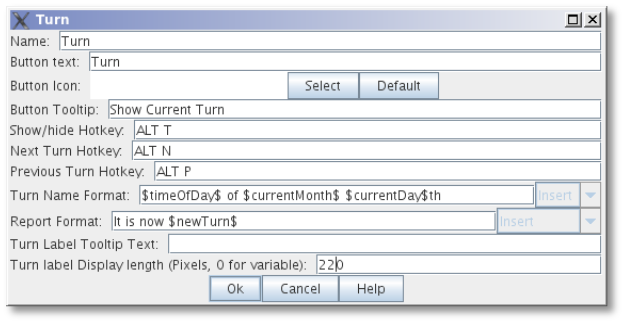 Turn
Name: Turn
Button text: Turn
Button Icon: Select Default
Button Tooltip: Show Current Turn
Show/hide Hotkey: ALT T
Next Turn Hotkey: ALT N
Previous Turn Hotkey: ALT P
Turn Name Format: $timeOfDay$ of $currentMonth$ $currentDay$th Insert
Report Format: It is now $newTurn$ Insert
Turn Label Tooltip Text:
Turn label Display length (Pixels, 0 for variable): 220
Ok Cancel Help